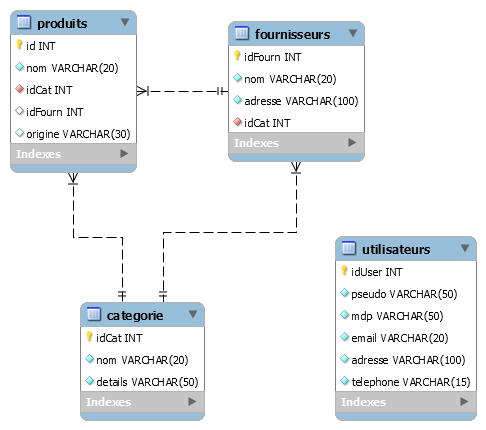 produits
id INT
nom VARCHAR(20)
idCat INT
idFourn INT
origine VARCHAR(30)
Indexes
fournisseurs
idFourn INT
nom VARCHAR(20)
adresse VARCHAR(100)
idCat INT
Indexes
categorie
idCat INT
nom VARCHAR(20)
details VARCHAR(50)
Indexes
utilisateurs
idUser INT
pseudo VARCHAR(50)
mdp VARCHAR(50)
email VARCHAR(20)
adresse VARCHAR(100)
telephone VARCHAR(15)
Indexes